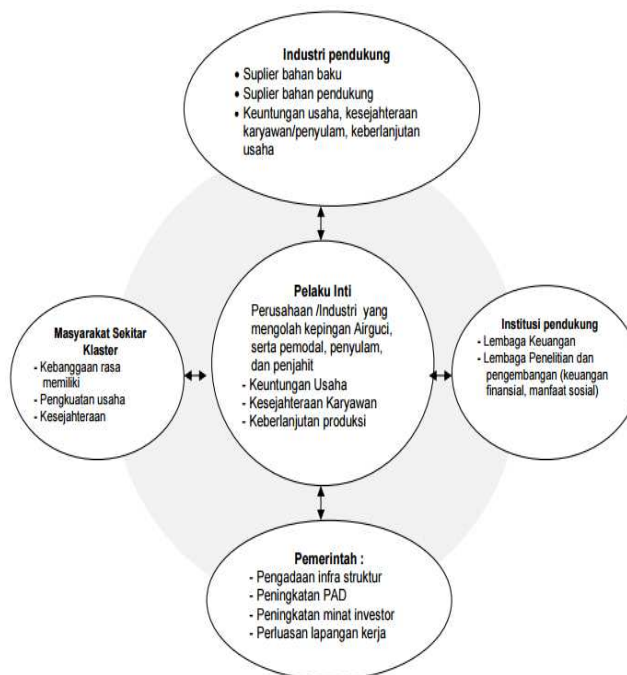 Industri pendukung
• Suplier bahan baku
• Suplier bahan pendukung
• Keuntungan usaha, kesejahteraan
karyawan/penyulam, keberlanjutan
usaha
Pelaku Inti
Perusahaan /Industri yang
mengolah kepingan Airguci,
serta pemodal, penyulam,
dan penjahit
- Keuntungan Usaha
- Kesejahteraan Karyawan
- Keberlanjutan produksi
Masyarakat Sekitar
Klaster
- Kebanggaan rasa
memiliki
- Pengkuatan usaha
- Kesejahteraan
Institusi pendukung
- Lembaga Keuangan
- Lembaga Penelitian dan
pengembangan (keuangan
finansial, manfaat sosial)
Pemerintah :
- Pengadaan infra struktur
- Peningkatan PAD
- Peningkatan minat investor
- Perluasan lapangan kerja